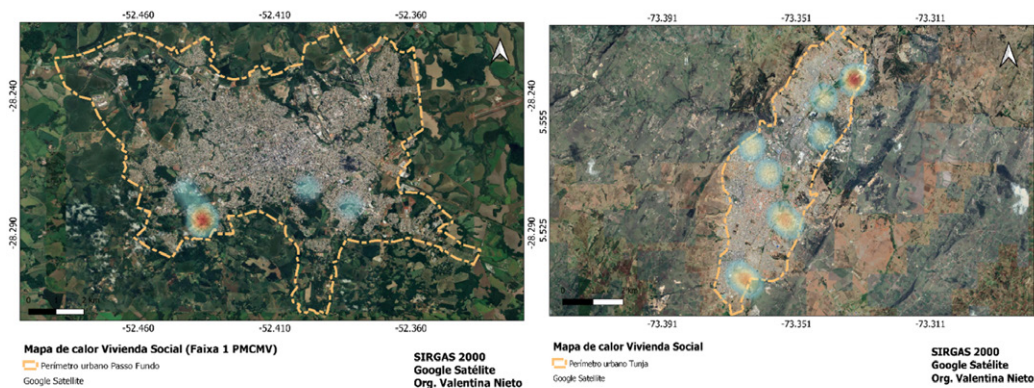 -52.460 -52.410 -52.360
-28.240
-28.290
-52.460 -52.410 -52.360
Mapa de calor Vivienda Social (Faixa 1 PMCMV)
Perímetro urbano Passo Fundo
Google Satellite
SIRGAS 2000
Google Satélite
Org. Valentina Nieto
-73.391 -73.351 -73.311
-28.240
5.555
-28.290
5.525
-73.391 -73.351 -73.311
Mapa de calor Vivienda Social
Perímetro urbano Tunja
Google Satellite
SIRGAS 2000
Google Satélite
Org. Valentina Nieto